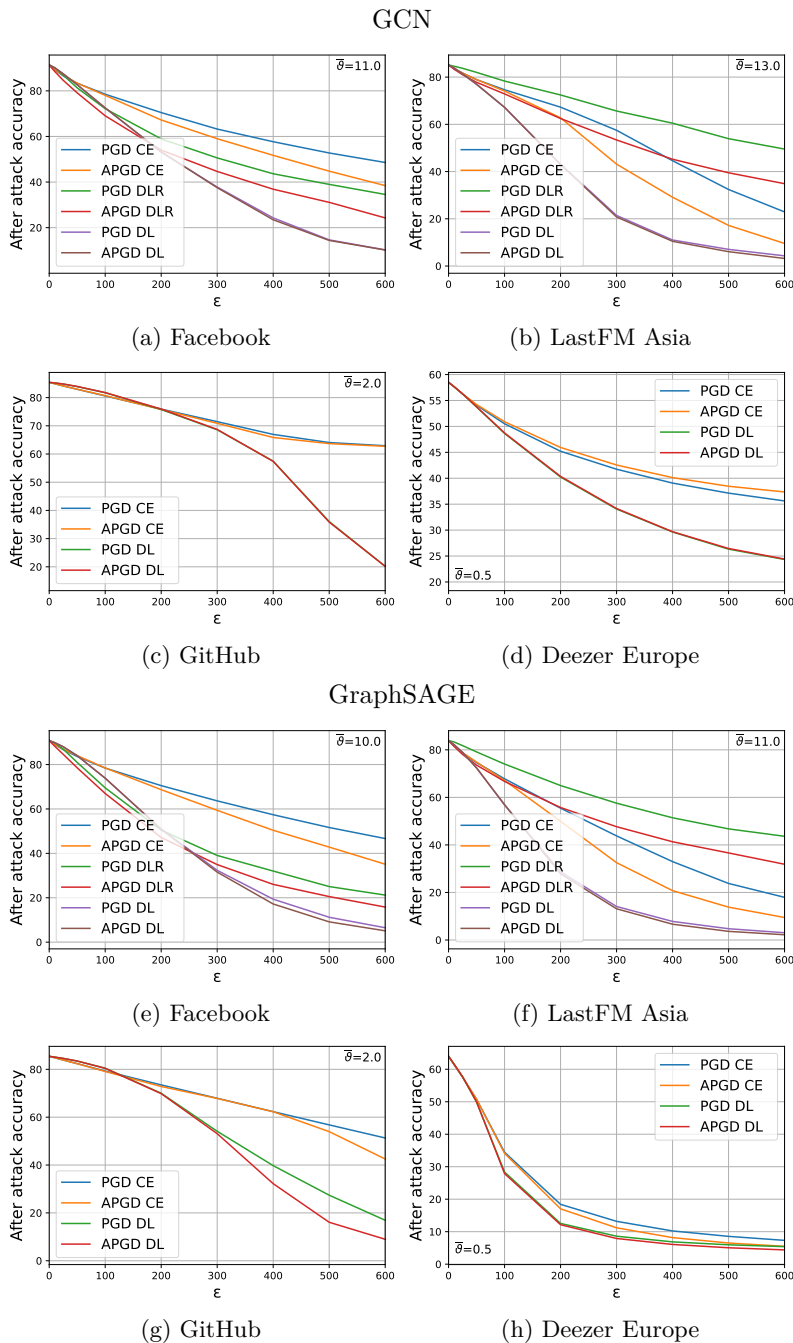 GCN
After attack accuracy
80
60
40
20
0 100 200 300 400 500 600
ε
ϑ̅=11.0
PGD CE
APGD CE
PGD DLR
APGD DLR
PGD DL
APGD DL
(a) Facebook
After attack accuracy
80
60
40
20
0
0 100 200 300 400 500 600
ε
ϑ̅=13.0
PGD CE
APGD CE
PGD DLR
APGD DLR
PGD DL
APGD DL
(b) LastFM Asia
After attack accuracy
80
70
60
50
40
30
20
0 100 200 300 400 500 600
ε
ϑ̅=2.0
PGD CE
APGD CE
PGD DL
APGD DL
(c) GitHub
After attack accuracy
60
55
50
45
40
35
30
25
20
0 100 200 300 400 500 600
ε
PGD CE
APGD CE
PGD DL
APGD DL
ϑ̅=0.5
(d) Deezer Europe
GraphSAGE
After attack accuracy
80
60
40
20
0
0 100 200 300 400 500 600
ε
ϑ̅=10.0
PGD CE
APGD CE
PGD DLR
APGD DLR
PGD DL
APGD DL
(e) Facebook
After attack accuracy
80
60
40
20
0
0 100 200 300 400 500 600
ε
ϑ̅=11.0
PGD CE
APGD CE
PGD DLR
APGD DLR
PGD DL
APGD DL
(f) LastFM Asia
After attack accuracy
80
60
40
20
0
0 100 200 300 400 500 600
ε
ϑ̅=2.0
PGD CE
APGD CE
PGD DL
APGD DL
(g) GitHub
After attack accuracy
60
50
40
30
20
10
0
0 100 200 300 400 500 600
ε
PGD CE
APGD CE
PGD DL
APGD DL
ϑ̅=0.5
(h) Deezer Europe